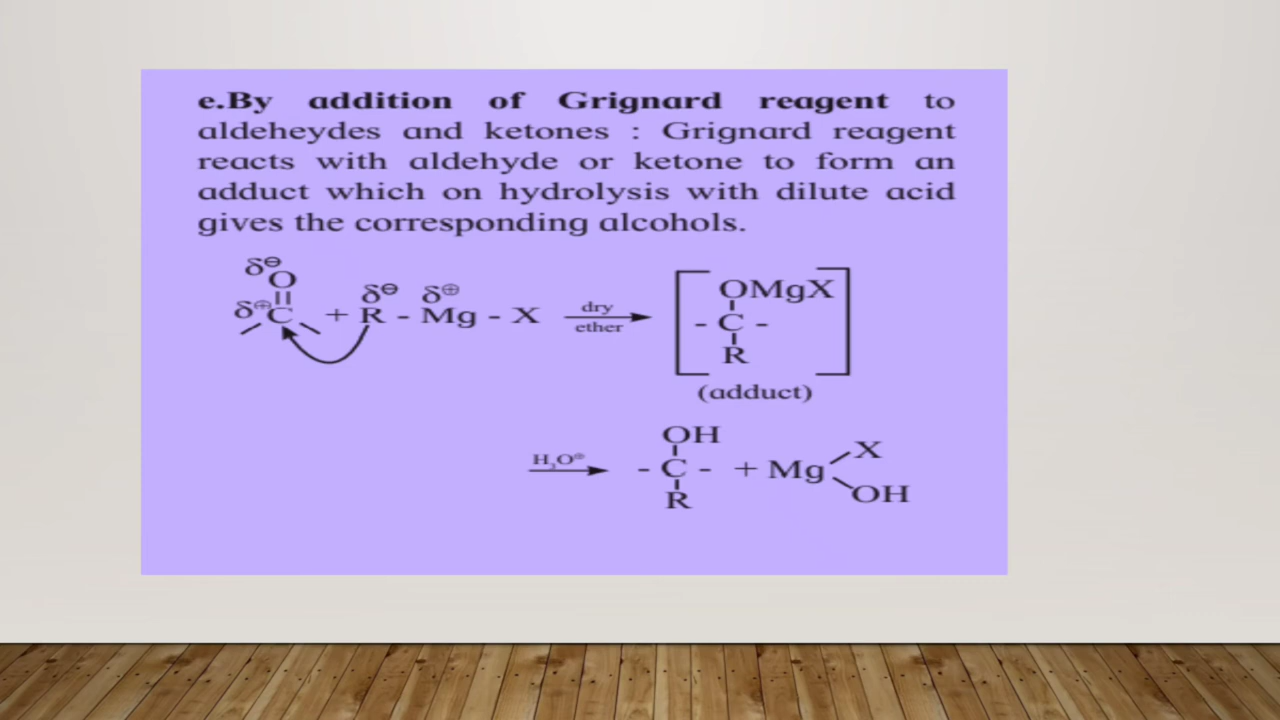 e.By addition of Grignard reagent to
aldeheydes and ketones : Grignard reagent
reacts with aldehyde or ketone to form an
adduct which on hydrolysis with dilute acid
gives the corresponding alcohols.
δ⊖
O
δ⊕ C + R - Mg - X dry ether
δ⊖ δ⊕
OMgX
- C -
R
(adduct)
H₃O⊕
OH
- C - + Mg
R
X
OH